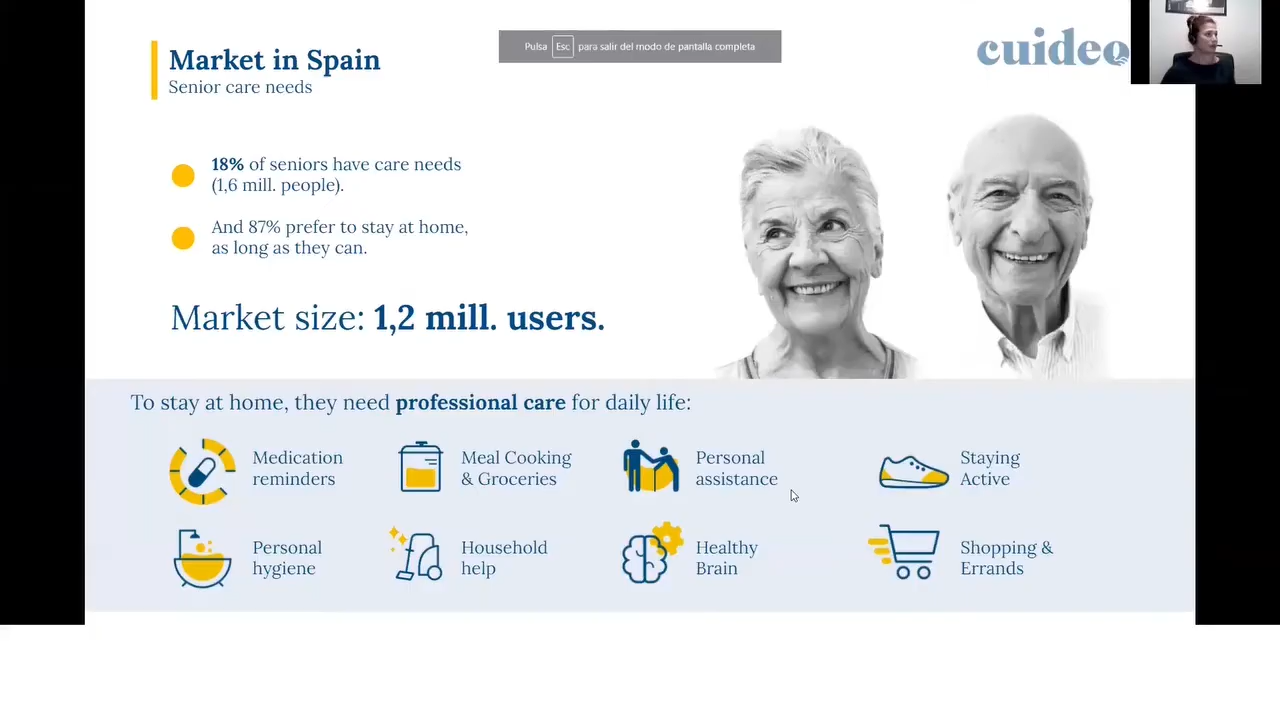 Market in Spain
Senior care needs
Pulsa Esc para salir del modo de pantalla completa
cuideo
18% of seniors have care needs
(1,6 mill. people).
And 87% prefer to stay at home,
as long as they can.
Market size: 1,2 mill. users.
To stay at home, they need professional care for daily life:
Medication
reminders
Meal Cooking
& Groceries
Personal
assistance
Staying
Active
Personal
hygiene
Household
help
Healthy
Brain
Shopping &
Errands